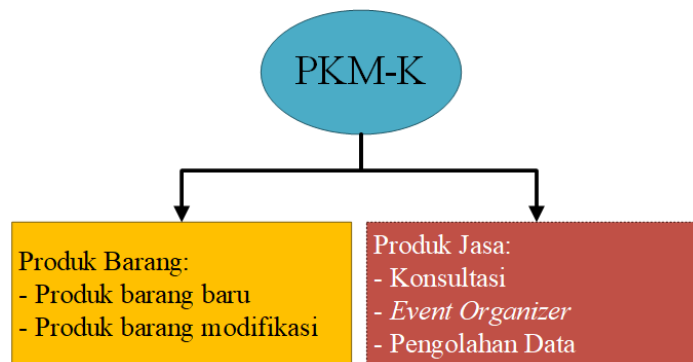 PKM-K
Produk Barang:
- Produk barang baru
- Produk barang modifikasi
Produk Jasa:
- Konsultasi
- Event Organizer
- Pengolahan Data